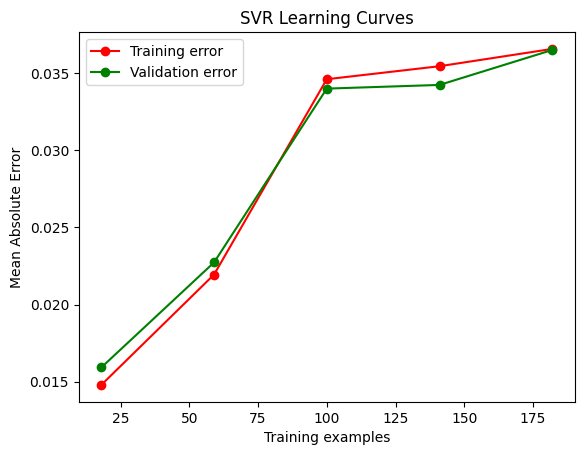 SVR Learning Curves
Training error
Validation error
Mean Absolute Error
0.035
0.030
0.025
0.020
0.015
25 50 75 100 125 150 175
Training examples